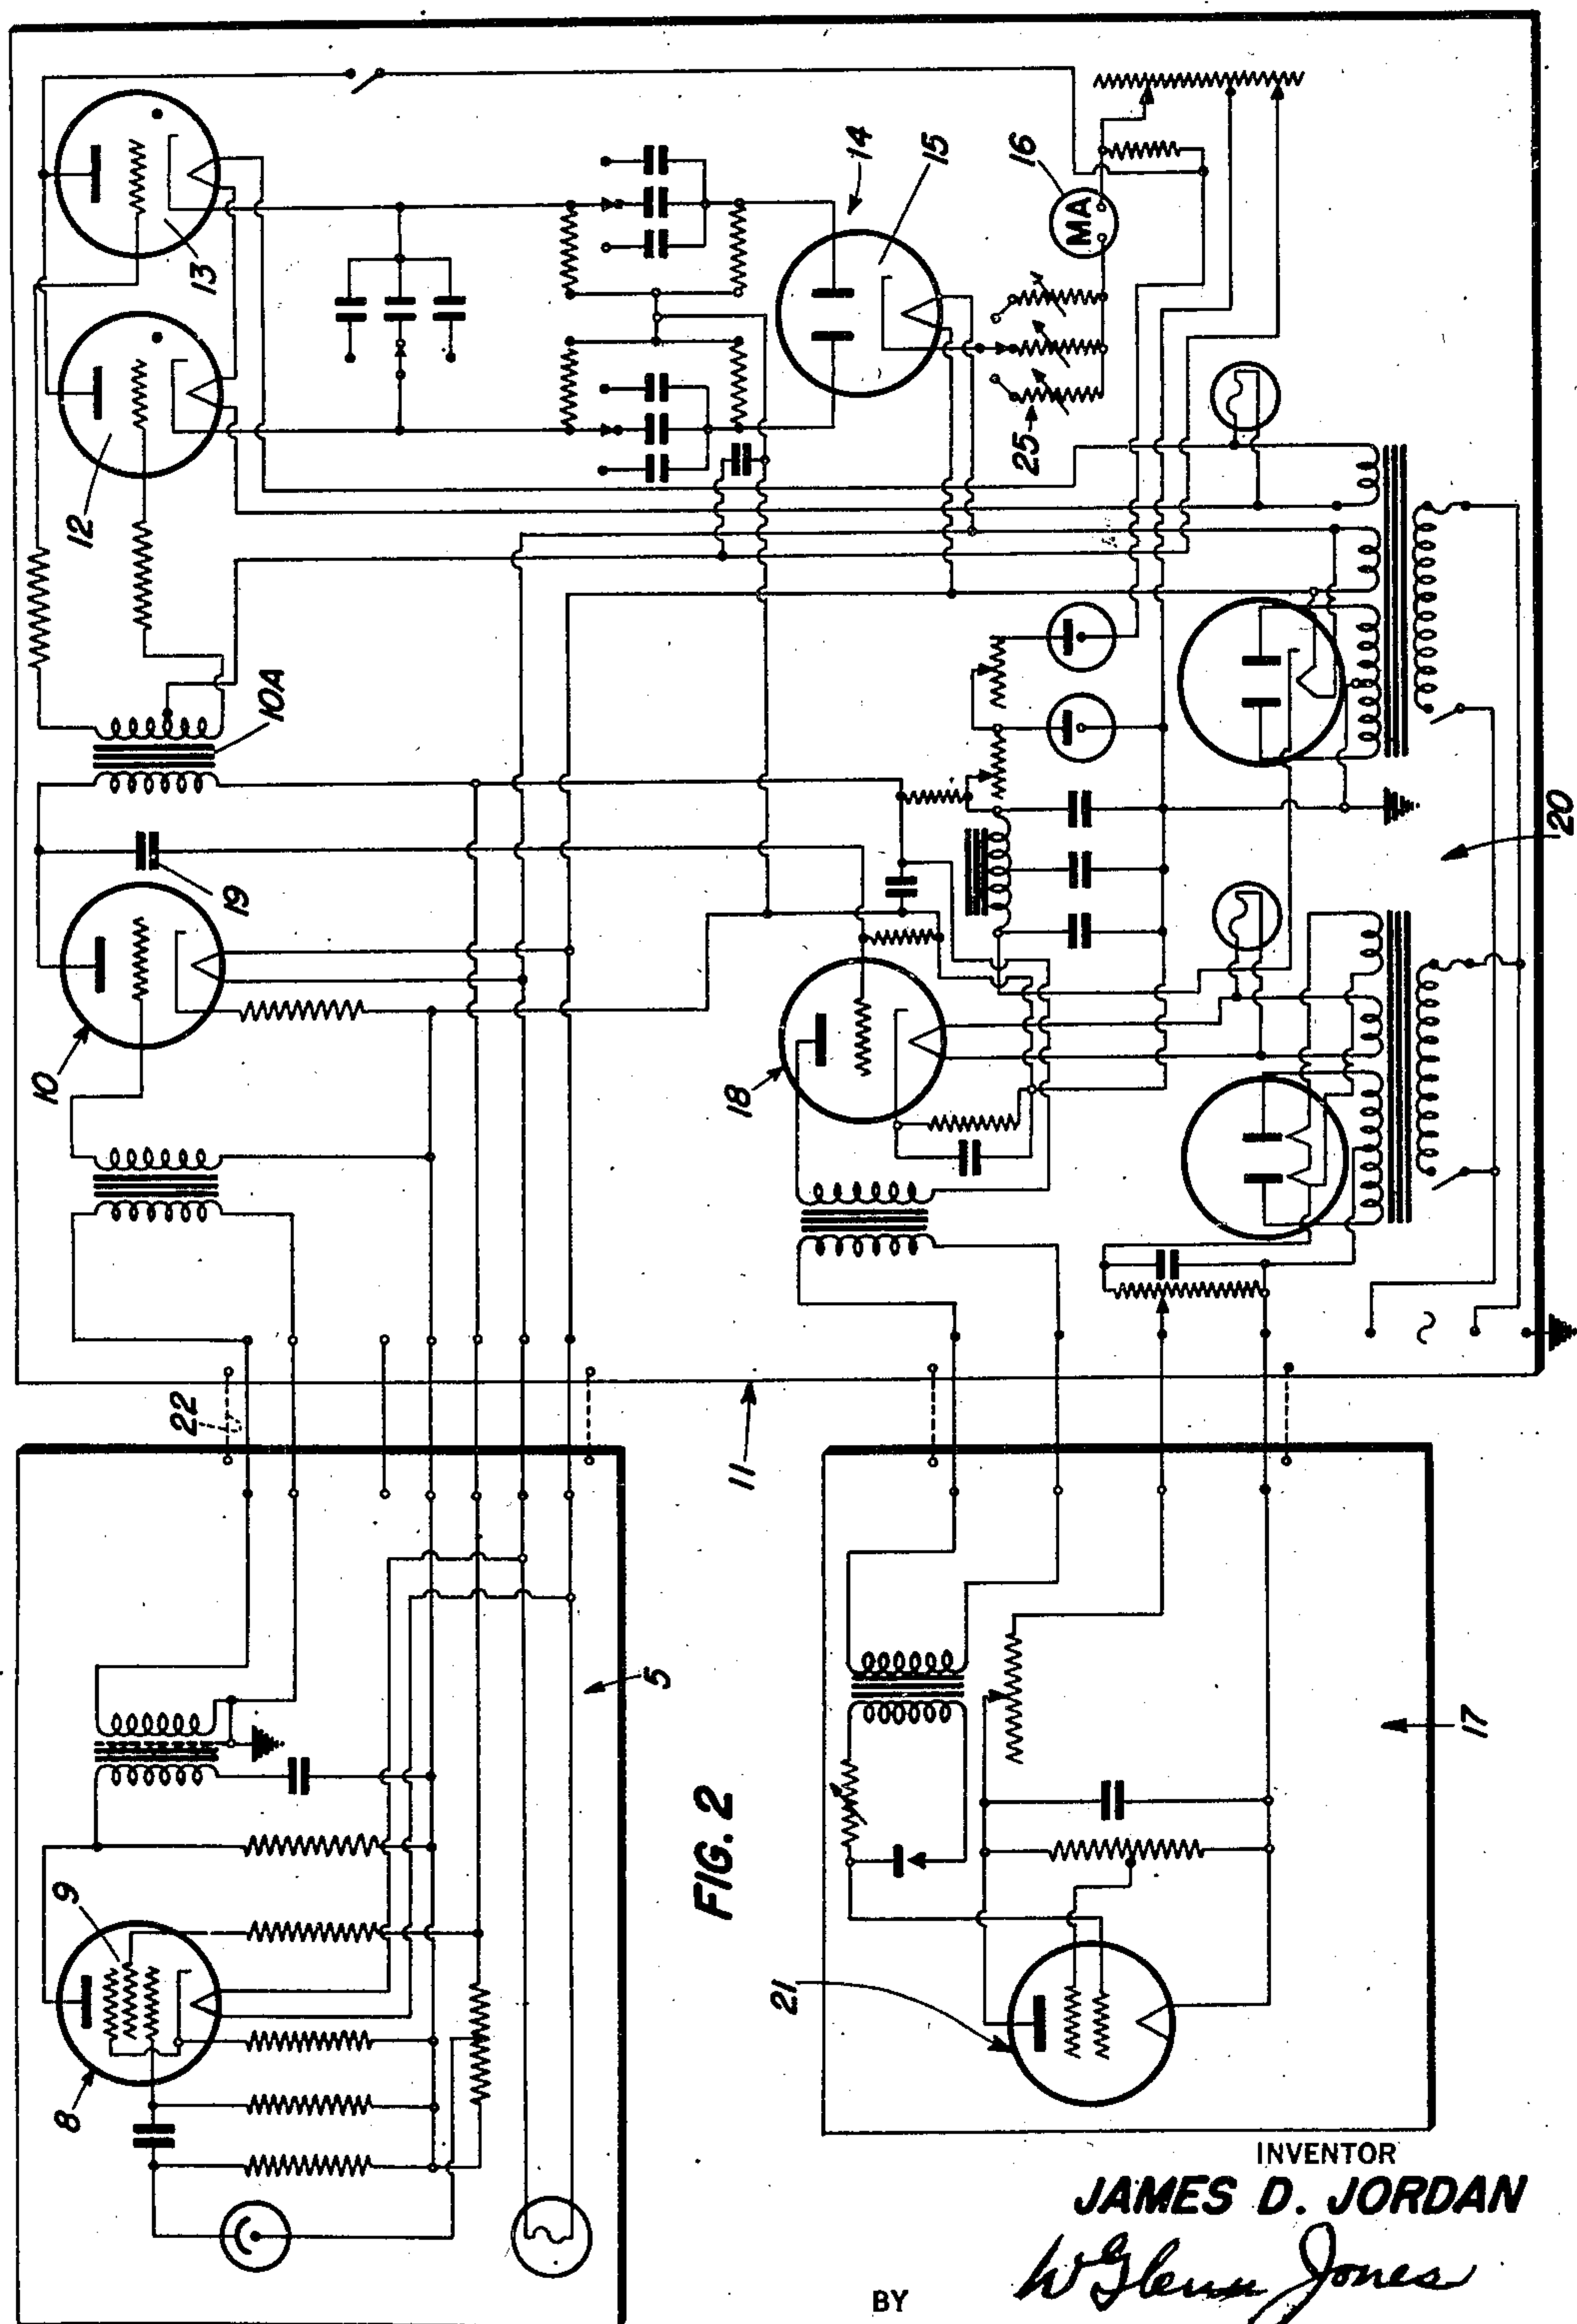 13
12
14
15
16
MA
25
10A
19
10
18
20
22
11
9
8
5
FIG. 2
21
17
INVENTOR
JAMES D. JORDAN
BY
W Glenn Jones